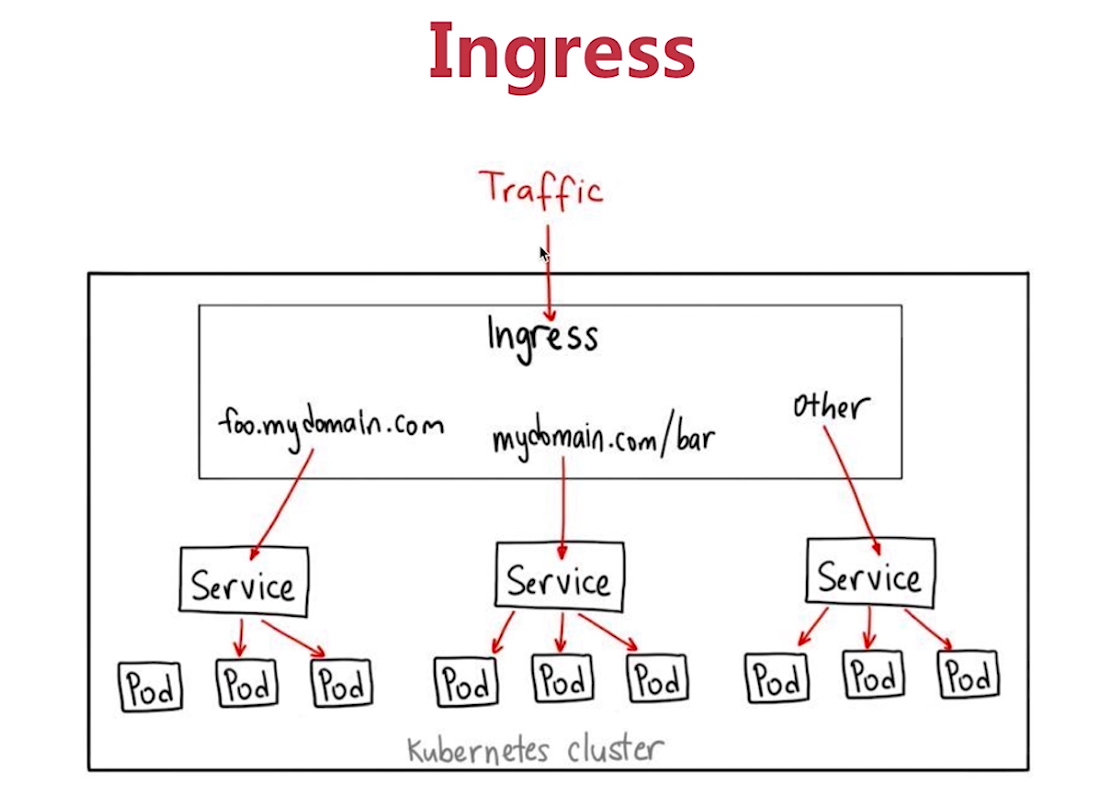 Ingress
Traffic
Ingress
foo.mydomain.com
mydomain.com/bar
other
Service
Service
Service
Pod
Pod
Pod
Pod
Pod
Pod
Pod
Pod
Pod
Kubernetes cluster